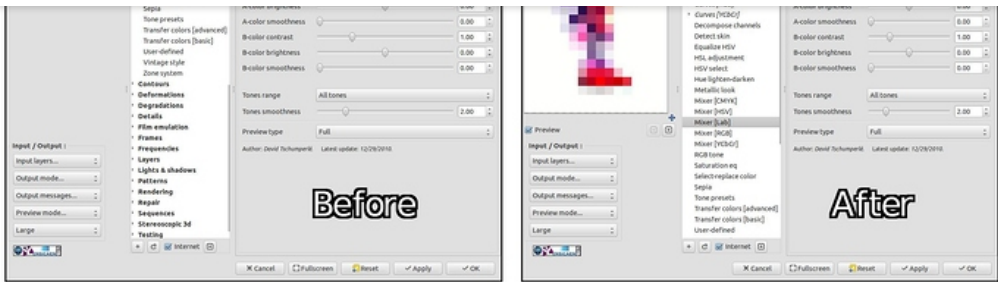 Sepia
Tone presets
Transfer colors [advanced]
Transfer colors [basic]
User-defined
Vintage style
Zone system
Contours
Deformations
Degradations
Details
Film emulation
Frames
Frequencies
Layers
Lights & shadows
Patterns
Rendering
Repair
Sequences
Stereoscopic 3d
Testing
Input / Output :
Input layers...
Output mode...
Output messages...
Preview mode...
Large
Internet
A-color brightness 0.00
A-color smoothness 0.00
B-color contrast 1.00
B-color brightness 0.00
B-color smoothness 0.00
Tones range All tones
Tones smoothness 2.00
Preview type Full
Author: David Tschumperlé. Latest update: 12/29/2010.
Before
Cancel Fullscreen Reset Apply OK
Preview
Input / Output :
Input layers...
Output mode...
Output messages...
Preview mode...
Large
Curves [YCbCr]
Decompose channels
Detect skin
Equalize HSV
HSL adjustment
HSV select
Hue lighten-darken
Metallic look
Mixer [CMYK]
Mixer [HSV]
Mixer [Lab]
Mixer [RGB]
Mixer [YCbCr]
RGB tone
Saturation eq
Select-replace color
Sepia
Tone presets
Transfer colors [advanced]
Transfer colors [basic]
User-defined
Internet
A-color smoothness 0.00
B-color contrast 1.00
B-color brightness 0.00
B-color smoothness 0.00
Tones range All tones
Tones smoothness 2.00
Preview type Full
Author: David Tschumperlé. Latest update: 12/29/2010.
After
Cancel Fullscreen Reset Apply OK